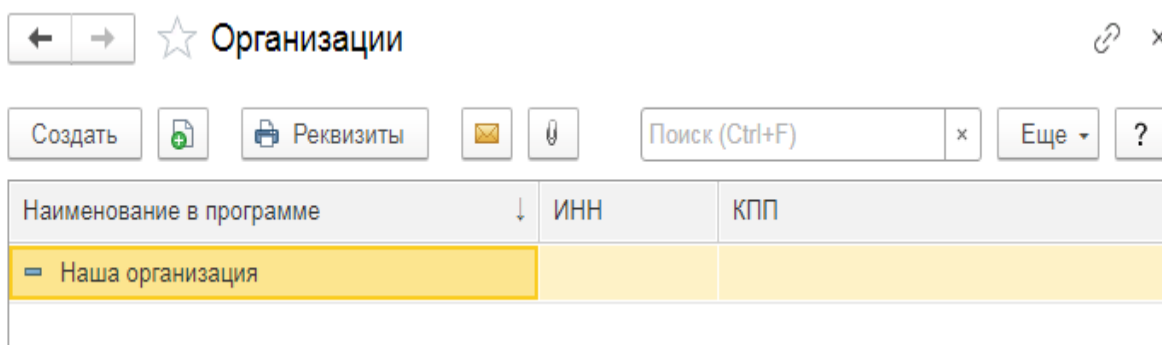 Организации
Создать Реквизиты Поиск (Ctrl+F) × Еще ?
Наименование в программе ↓ ИНН КПП
Наша организация